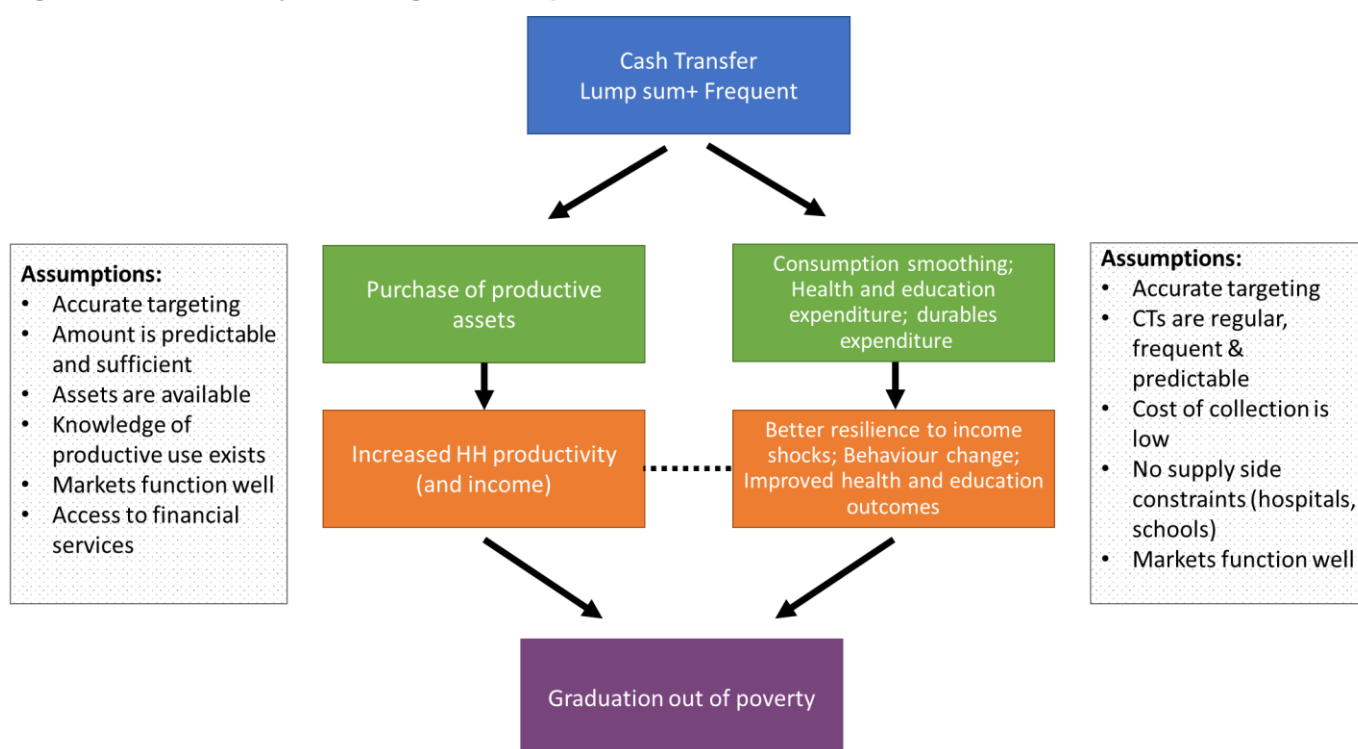 Cash Transfer
Lump sum+ Frequent
Assumptions:
• Accurate targeting
• Amount is predictable
and sufficient
• Assets are available
• Knowledge of
productive use exists
• Markets function well
• Access to financial
services
Purchase of productive
assets
Consumption smoothing;
Health and education
expenditure; durables
expenditure
Assumptions:
• Accurate targeting
• CTs are regular,
frequent &
predictable
• Cost of collection is
low
• No supply side
constraints (hospitals,
schools)
• Markets function well
Increased HH productivity
(and income)
Better resilience to income
shocks; Behaviour change;
Improved health and education
outcomes
Graduation out of poverty